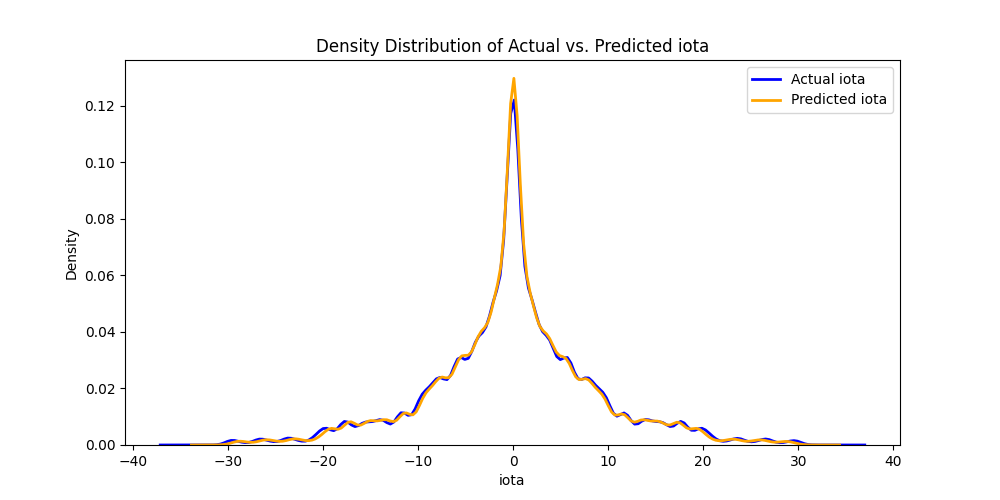 Density Distribution of Actual vs. Predicted iota
Actual iota
Predicted iota
0.12
0.10
0.08
0.06
0.04
0.02
0.00
Density
−40 −30 −20 −10 0 10 20 30 40
iota